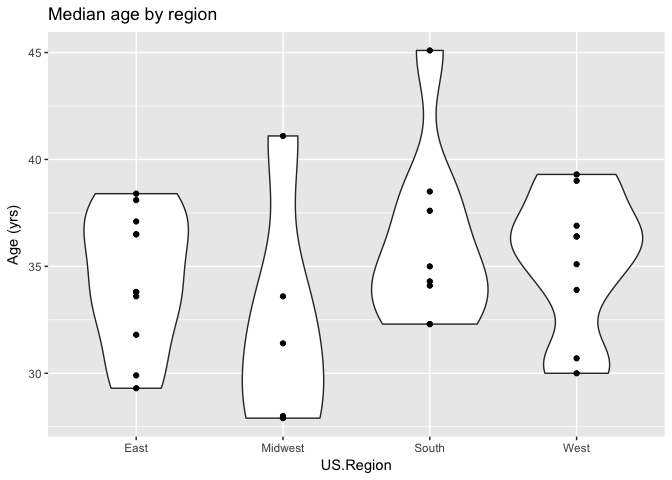 Median age by region
Age (yrs)
45
40
35
30
East Midwest South West
US.Region